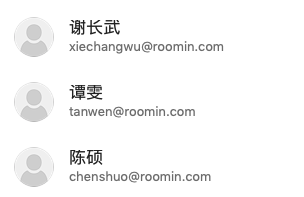 谢长武
xiechangwu@roomin.com
谭雯
tanwen@roomin.com
陈硕
chenshuo@roomin.com